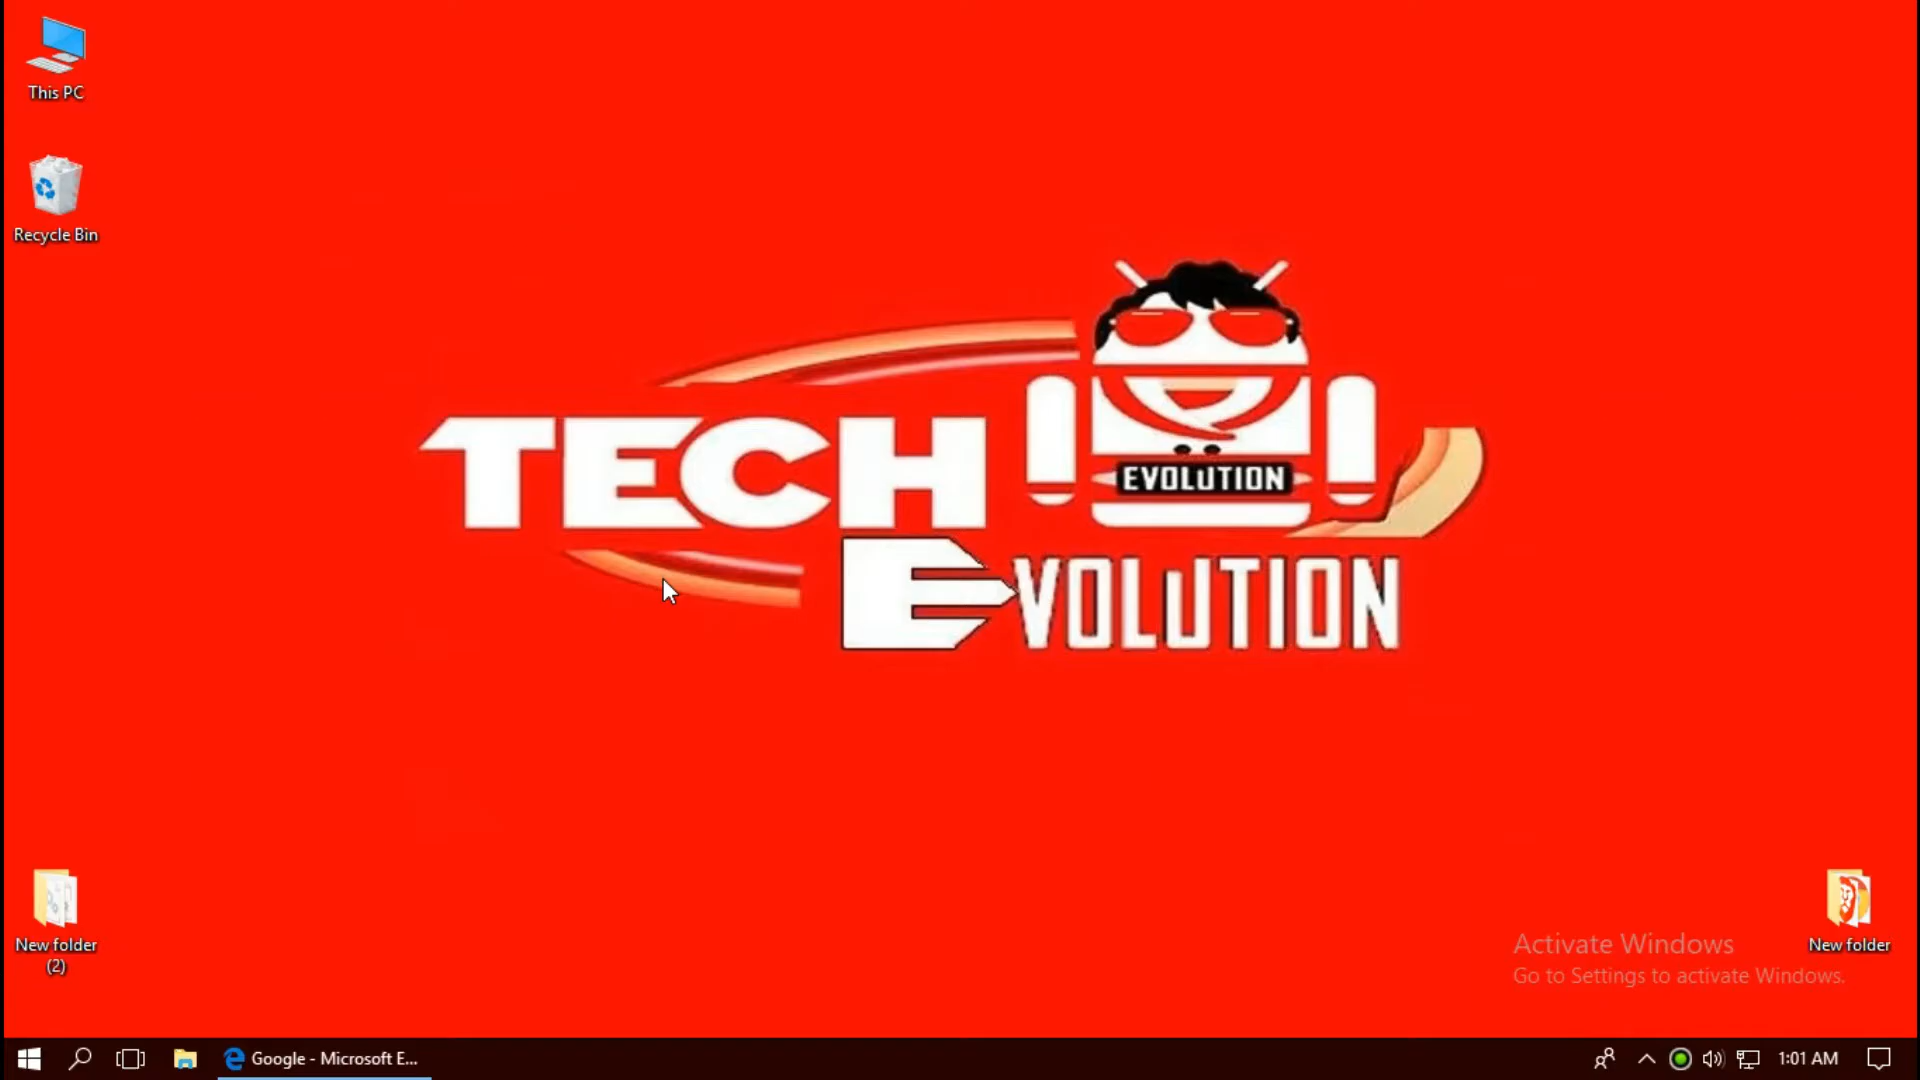 This PC
Recycle Bin
TECH
EVOLUTION
EVOLUTION
New folder
(2)
New folder
Activate Windows
Go to Settings to activate Windows.
Google - Microsoft E...
1:01 AM